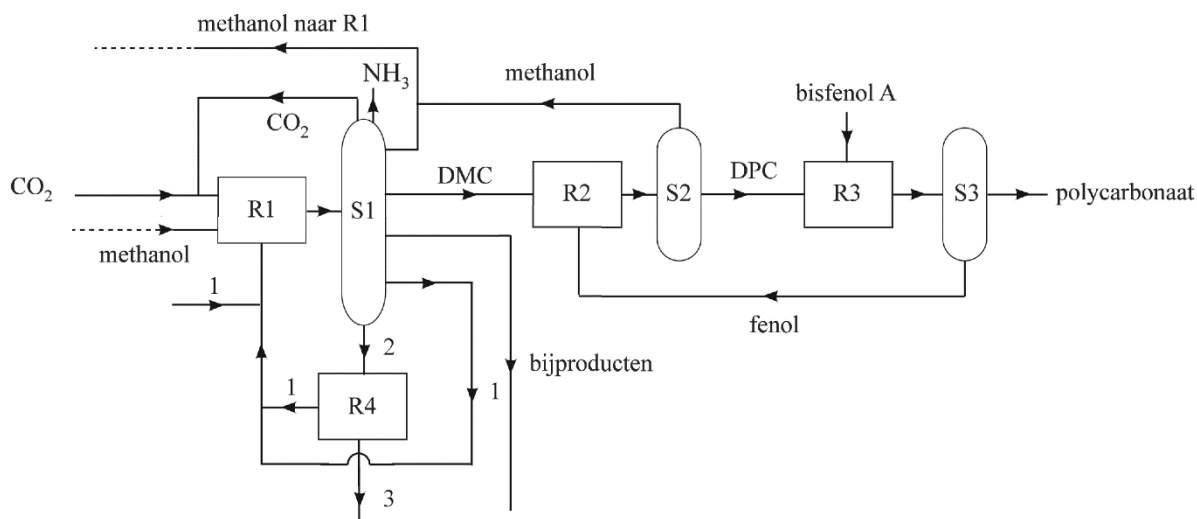 methanol naar R1
NH3
methanol
bisfenol A
CO2
CO2
DMC
DPC
R1
S1
R2
S2
R3
S3
polycarbonaat
methanol
1
fenol
2
bijproducten
1
1
R4
3